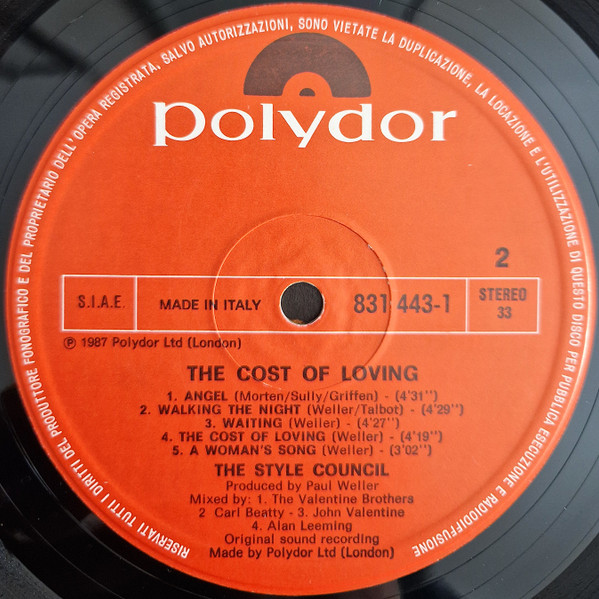 RISERVATI TUTTI I DIRITTI DEL PRODUTTORE FONOGRAFICO E DEL PROPRIETARIO DELL'OPERA REGISTRATA. SALVO AUTORIZZAZIONI, SONO VIETATE LA DUPLICAZIONE, LA LOCAZIONE E L'UTILIZZAZIONE DI QUESTO DISCO PER PUBBLICA ESECUZIONE E RADIODIFFUSIONE
polydor
2
S.I.A.E.
MADE IN ITALY
831 443-1
STEREO
33
℗ 1987 Polydor Ltd (London)
THE COST OF LOVING
1. ANGEL (Morten/Sully/Griffen) - (4'31'')
2. WALKING THE NIGHT (Weller/Talbot) - (4'29'')
3. WAITING (Weller) - (4'27'')
4. THE COST OF LOVING (Weller) - (4'19'')
5. A WOMAN'S SONG (Weller) - (3'02'')
THE STYLE COUNCIL
Produced by Paul Weller
Mixed by: 1. The Valentine Brothers
2 Carl Beatty - 3. John Valentine
4. Alan Leeming
Original sound recording
Made by Polydor Ltd (London)